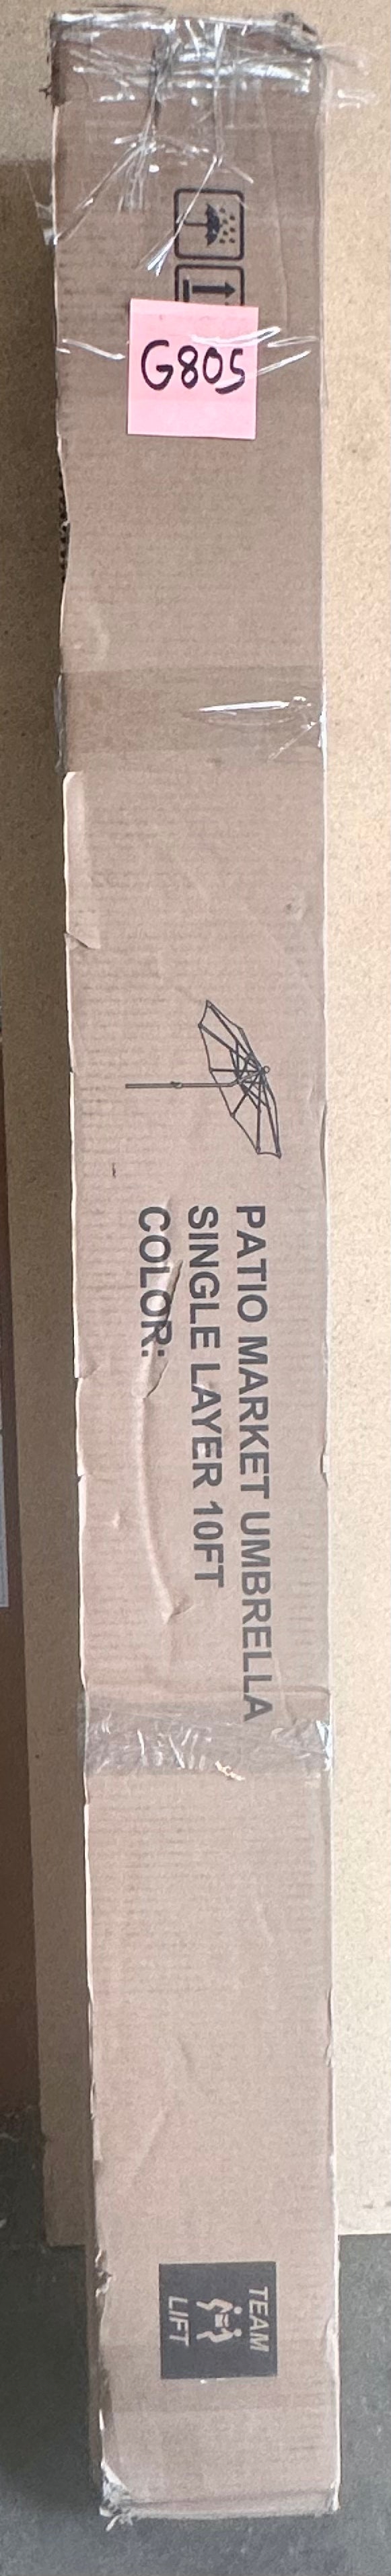 G805
PATIO MARKET UMBRELLA
SINGLE LAYER 10FT
COLOR:
TEAM
LIFT